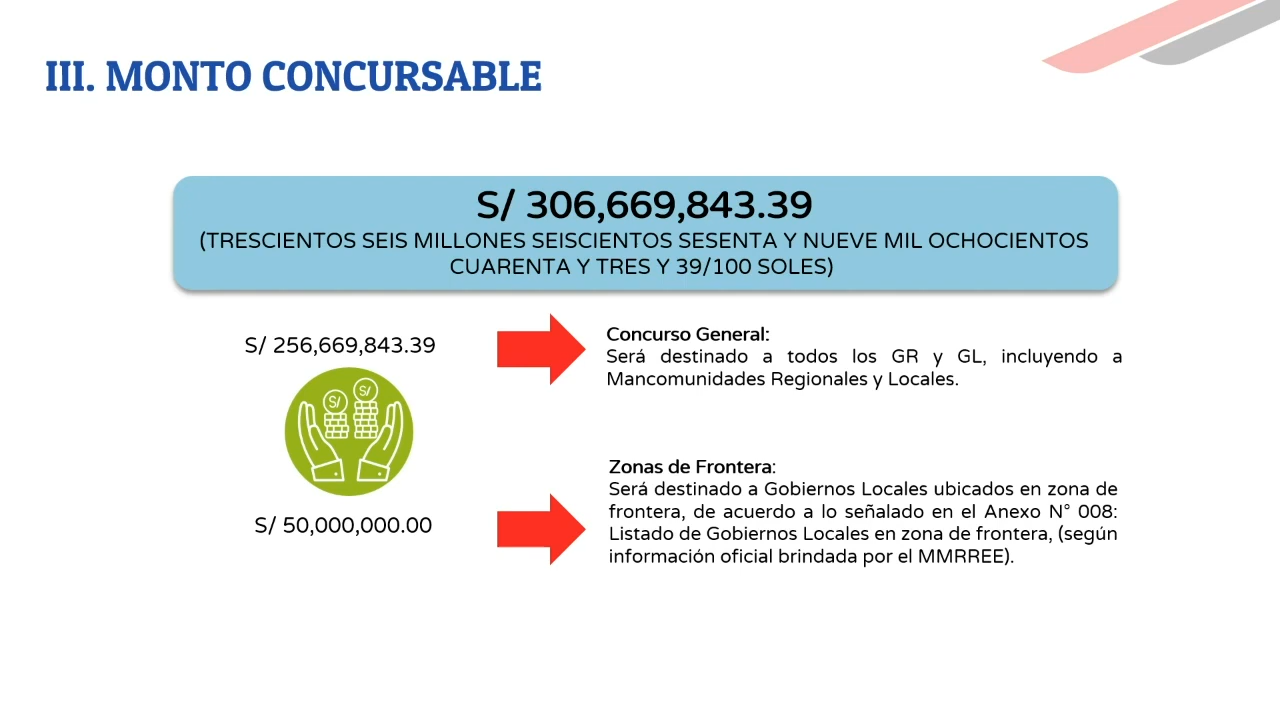 III. MONTO CONCURSABLE
S/ 306,669,843.39
(TRESCIENTOS SEIS MILLONES SEISCIENTOS SESENTA Y NUEVE MIL OCHOCIENTOS
CUARENTA Y TRES Y 39/100 SOLES)
S/ 256,669,843.39
Concurso General:
Será destinado a todos los GR y GL, incluyendo a
Mancomunidades Regionales y Locales.
S/ S/
S/ 50,000,000.00
Zonas de Frontera:
Será destinado a Gobiernos Locales ubicados en zona de
frontera, de acuerdo a lo señalado en el Anexo N° 008:
Listado de Gobiernos Locales en zona de frontera, (según
información oficial brindada por el MMRREE).